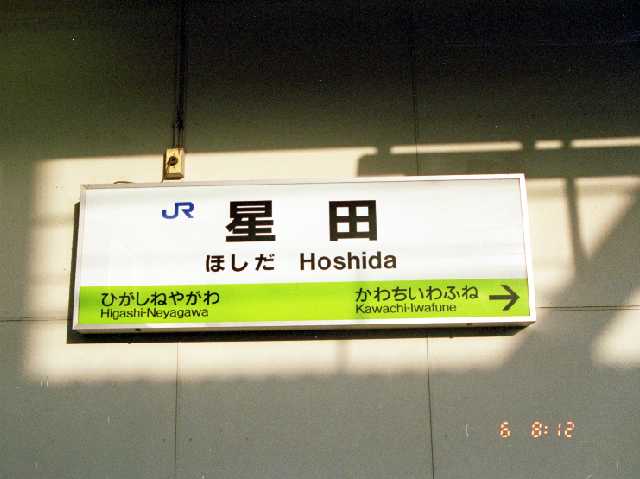 JR 星田
ほしだ Hoshida
ひがしねやがわ かわちいわふね →
Higashi-Neyagawa Kawachi-Iwafune
6 8:12